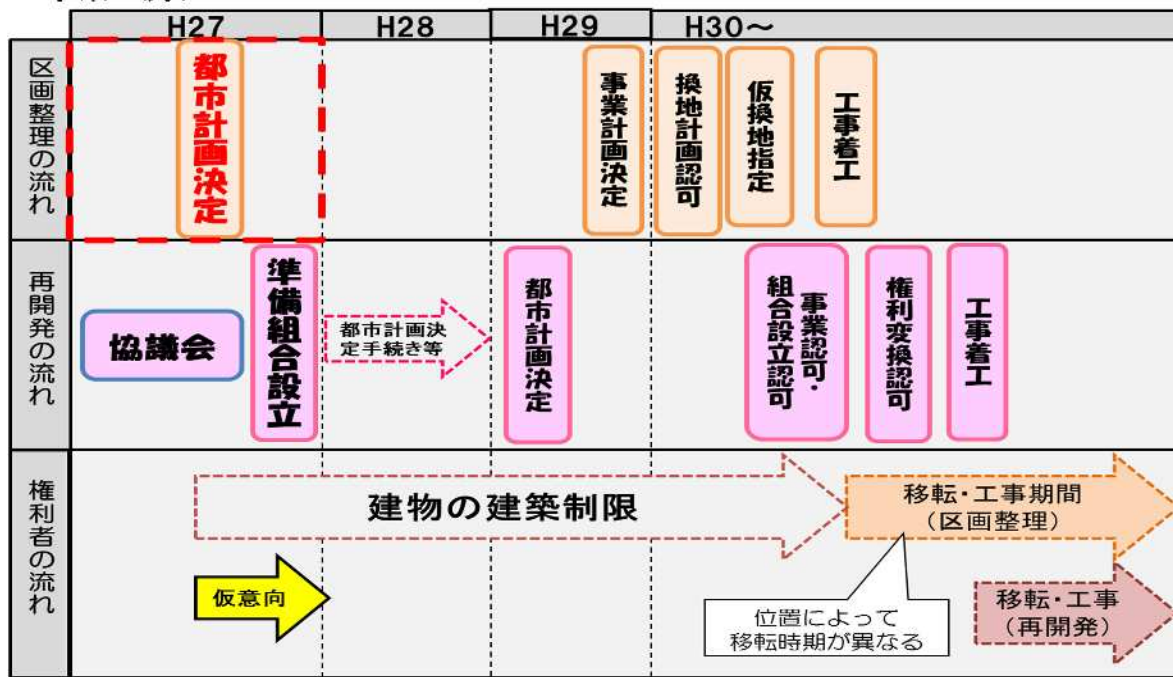 H27
H28
H29
H30～
区画整理の流れ
都市計画決定
事業計画決定
換地計画認可
仮換地指定
工事着工
再開発の流れ
協議会
準備組合設立
都市計画決
定手続き等
都市計画決定
事業認可・
組合設立認可
権利変換認可
工事着工
権利者の流れ
建物の建築制限
移転・工事期間
（区画整理）
仮意向
位置によって
移転時期が異なる
移転・工事
（再開発）